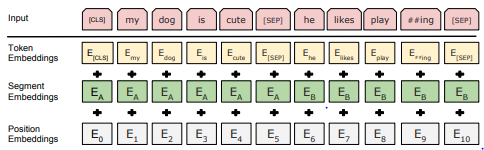 Input [CLS] my dog is cute [SEP] he likes play ##ing [SEP]
Token Embeddings E[CLS] Emy Edog Eis Ecute E[SEP] Ehe Elikes Eplay E**ing E[SEP]
Segment Embeddings EA EA EA EA EA EA EB EB EB EB EB
Position Embeddings E0 E1 E2 E3 E4 E5 E6 E7 E8 E9 E10